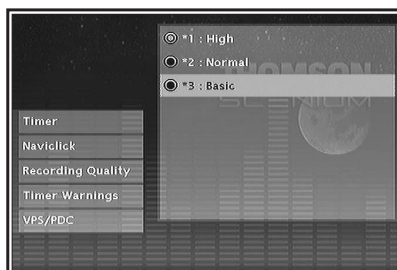 *1 : High
*2 : Normal
THOMSON
*3 : Basic
SCENIUM
Timer
Naviclick
Recording Quality
Timer Warnings
VPS/PDC